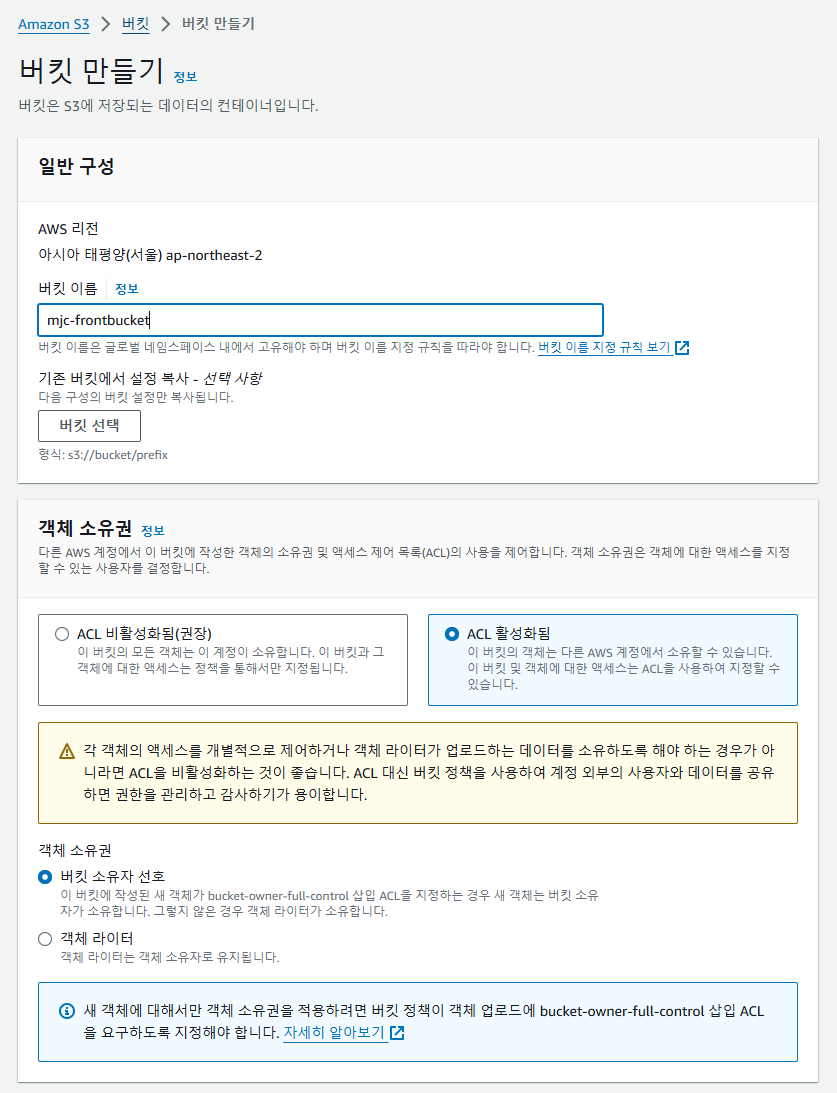 Amazon S3 > 버킷 > 버킷 만들기
버킷 만들기 정보
버킷은 S3에 저장되는 데이터의 컨테이너입니다.
일반 구성
AWS 리전
아시아 태평양(서울) ap-northeast-2
버킷 이름 정보
mjc-frontbucket
버킷 이름은 글로벌 네임스페이스 내에서 고유해야 하며 버킷 이름 지정 규칙을 따라야 합니다. 버킷 이름 지정 규칙 보기
기존 버킷에서 설정 복사 - 선택 사항
다음 구성의 버킷 설정만 복사됩니다.
버킷 선택
형식: s3://bucket/prefix
객체 소유권 정보
다른 AWS 계정에서 이 버킷에 작성한 객체의 소유권 및 액세스 제어 목록(ACL)의 사용을 제어합니다. 객체 소유권은 객체에 대한 액세스를 지정
할 수 있는 사용자를 결정합니다.
ACL 비활성화됨(권장)
이 버킷의 모든 객체는 이 계정이 소유합니다. 이 버킷과 그
객체에 대한 액세스는 정책을 통해서만 지정됩니다.
ACL 활성화됨
이 버킷의 객체는 다른 AWS 계정에서 소유할 수 있습니다.
이 버킷 및 객체에 대한 액세스는 ACL을 사용하여 지정할 수
있습니다.
각 객체의 액세스를 개별적으로 제어하거나 객체 라이터가 업로드하는 데이터를 소유하도록 해야 하는 경우가 아
니라면 ACL을 비활성화하는 것이 좋습니다. ACL 대신 버킷 정책을 사용하여 계정 외부의 사용자와 데이터를 공유
하면 권한을 관리하고 감사하기가 용이합니다.
객체 소유권
버킷 소유자 선호
이 버킷에 작성된 새 객체가 bucket-owner-full-control 삽입 ACL을 지정하는 경우 새 객체는 버킷 소유
자가 소유합니다. 그렇지 않은 경우 객체 라이터가 소유합니다.
객체 라이터
객체 라이터는 객체 소유자로 유지됩니다.
새 객체에 대해서만 객체 소유권을 적용하려면 버킷 정책이 객체 업로드에 bucket-owner-full-control 삽입 ACL
을 요구하도록 지정해야 합니다. 자세히 알아보기